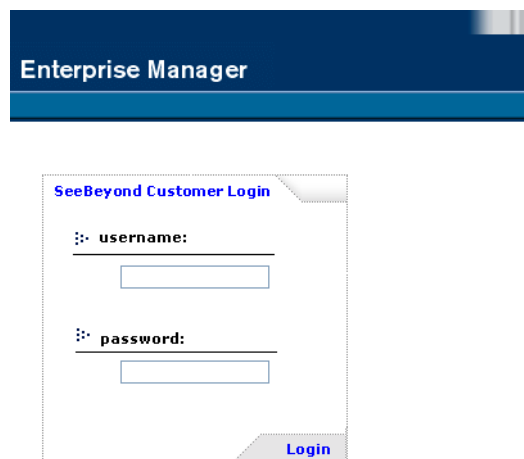 Enterprise Manager
SeeBeyond Customer Login
username:
password:
Login